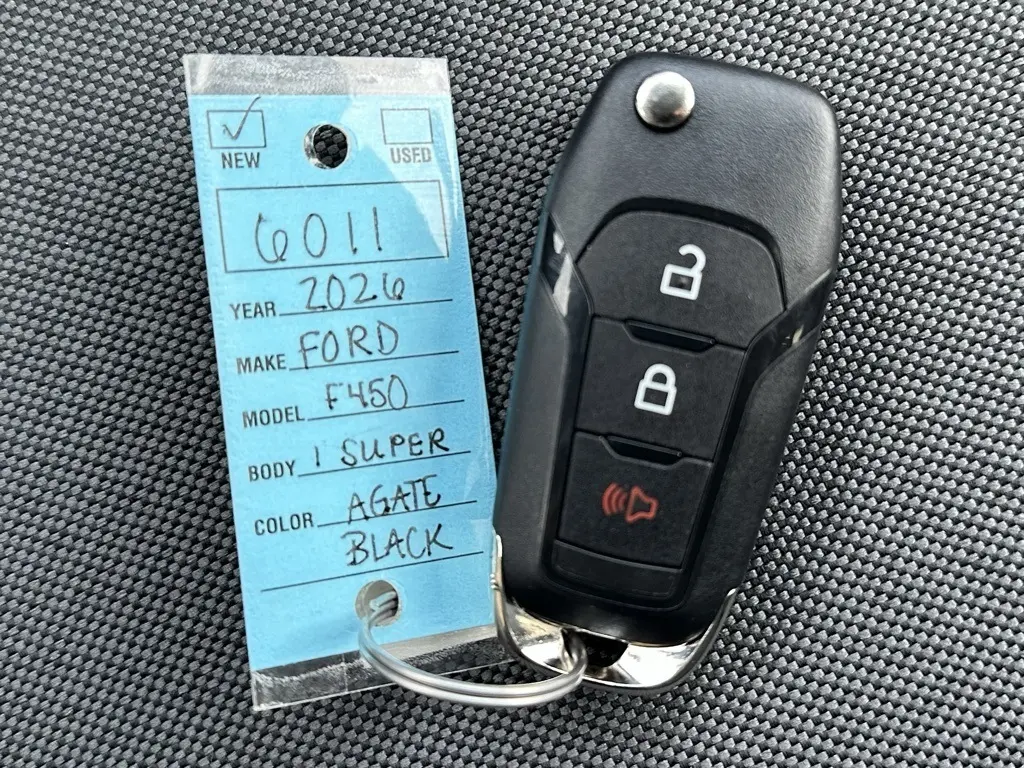 NEW USED
6011
YEAR 2026
MAKE FORD
MODEL F450
BODY 1 SUPER
COLOR AGATE
BLACK